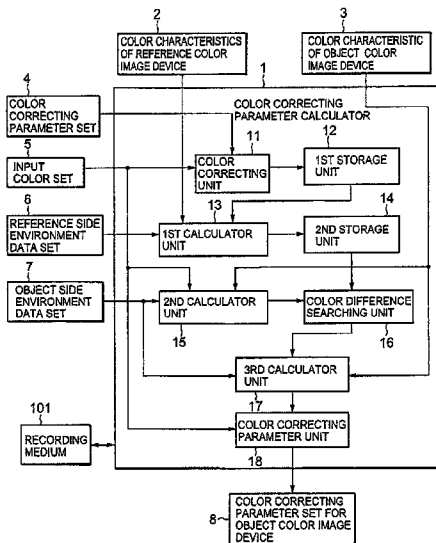 2
3
COLOR CHARACTERISTICS
OF REFERENCE COLOR
IMAGE DEVICE
COLOR CHARACTERISTIC
OF OBJECT COLOR
IMAGE DEVICE
1
4
COLOR
CORRECTING
PARAMETER SET
COLOR CORRECTING
PARAMETER CALCULATOR
5
INPUT
COLOR SET
11
COLOR
CORRECTING
UNIT
12
1ST STORAGE
UNIT
6
REFERENCE SIDE
ENVIRONMENT
DATA SET
13
1ST CALCULATOR
UNIT
14
2ND STORAGE
UNIT
7
OBJECT SIDE
ENVIRONMENT
DATA SET
2ND CALCULATOR
UNIT
15
COLOR DIFFERENCE
SEARCHING UNIT
16
3RD CALCULATOR
UNIT
17
101
RECORDING
MEDIUM
COLOR CORRECTING
PARAMETER UNIT
18
8
COLOR CORRECTING
PARAMETER SET FOR
OBJECT COLOR IMAGE
DEVICE